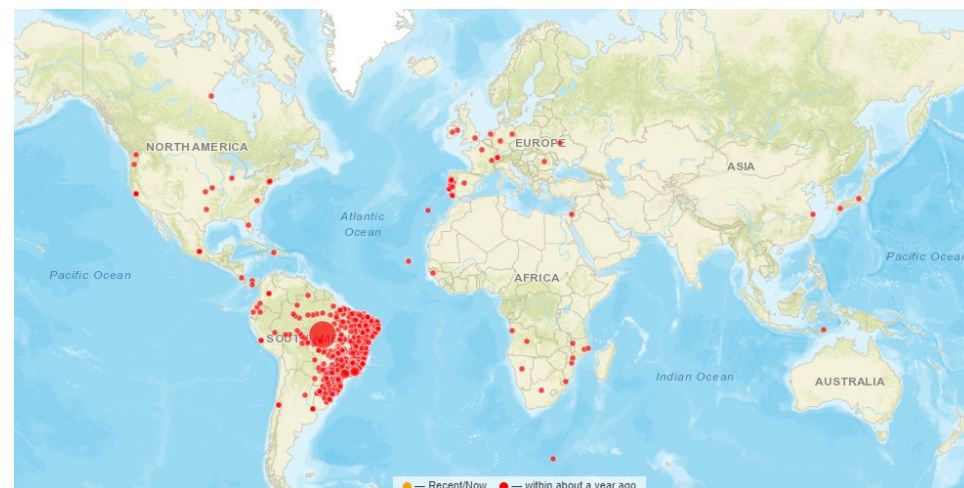 NORTH AMERICA
EUROPE
ASIA
Atlantic
Ocean
Pacific Ocean
Pacific Ocean
AFRICA
Indian Ocean
AUSTRALIA
— Recent/Now — within about a year ago